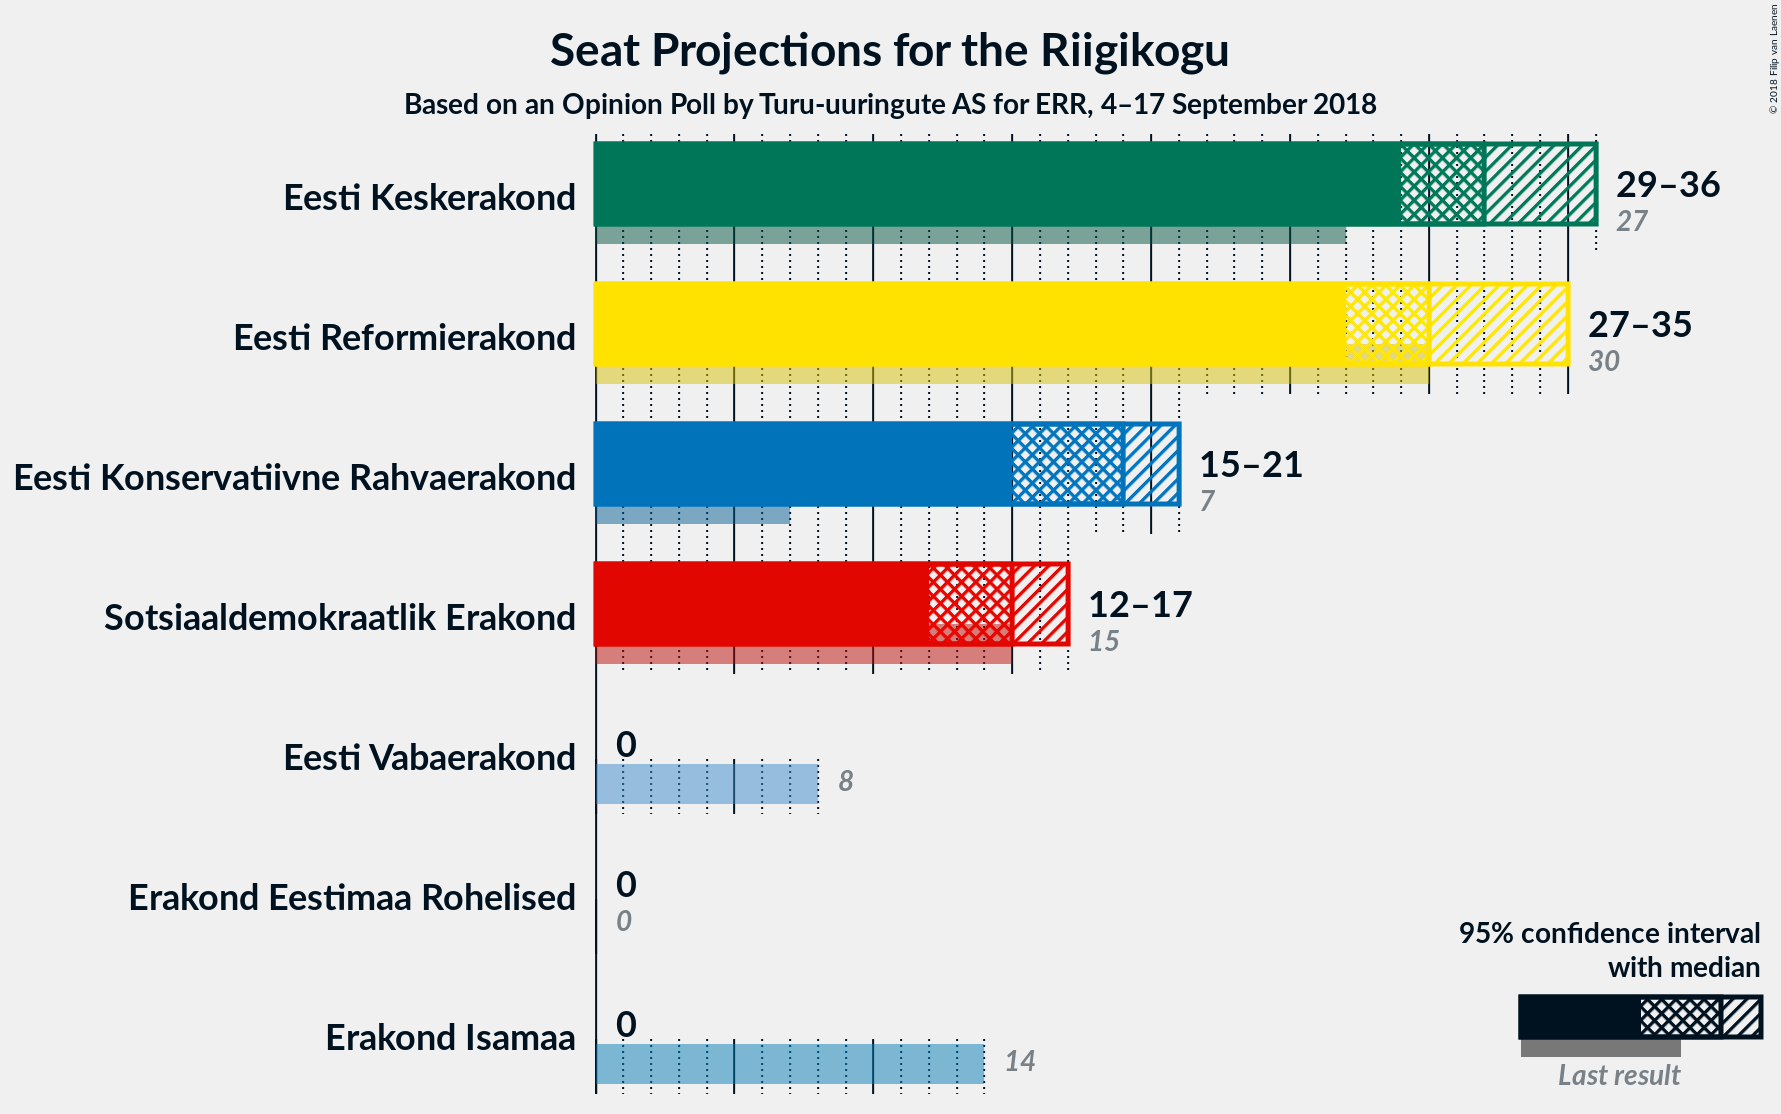 Seat Projections for the Riigikogu
Based on an Opinion Poll by Turu-uuringute AS for ERR, 4–17 September 2018
© 2018 Filip van Laenen
Eesti Keskerakond
29–36
27
Eesti Reformierakond
27–35
30
Eesti Konservatiivne Rahvaerakond
15–21
7
Sotsiaaldemokraatlik Erakond
12–17
15
Eesti Vabaerakond
0
8
Erakond Eestimaa Rohelised
0
0
Erakond Isamaa
0
14
95% confidence interval
with median
Last result